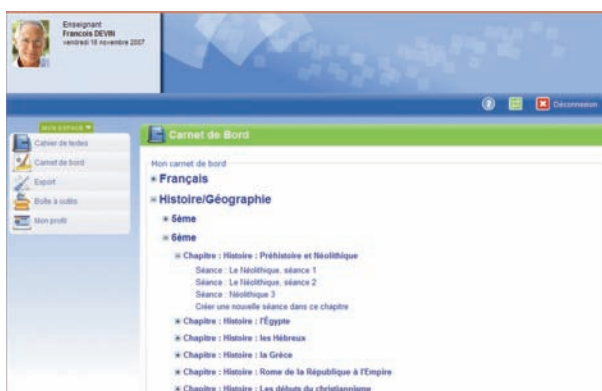 Enseignant
Francois DEVIN
vendredi 16 novembre 2007
Déconnexion
MON ESPACE
Cahier de textes
Carnet de bord
Export
Boîte à outils
Mon profil
Carnet de Bord
Mon carnet de bord
Français
Histoire/Géographie
5ème
6ème
Chapitre : Histoire : Préhistoire et Néolithique
Séance : Le Néolithique, séance 1
Séance : Le Néolithique, séance 2
Séance : Néolithique 3
Créer une nouvelle séance dans ce chapitre
Chapitre : Histoire : l'Égypte
Chapitre : Histoire : les Hébreux
Chapitre : Histoire : la Grèce
Chapitre : Histoire : Rome de la République à l'Empire
Chapitre : Histoire : Les débuts du christiannisme